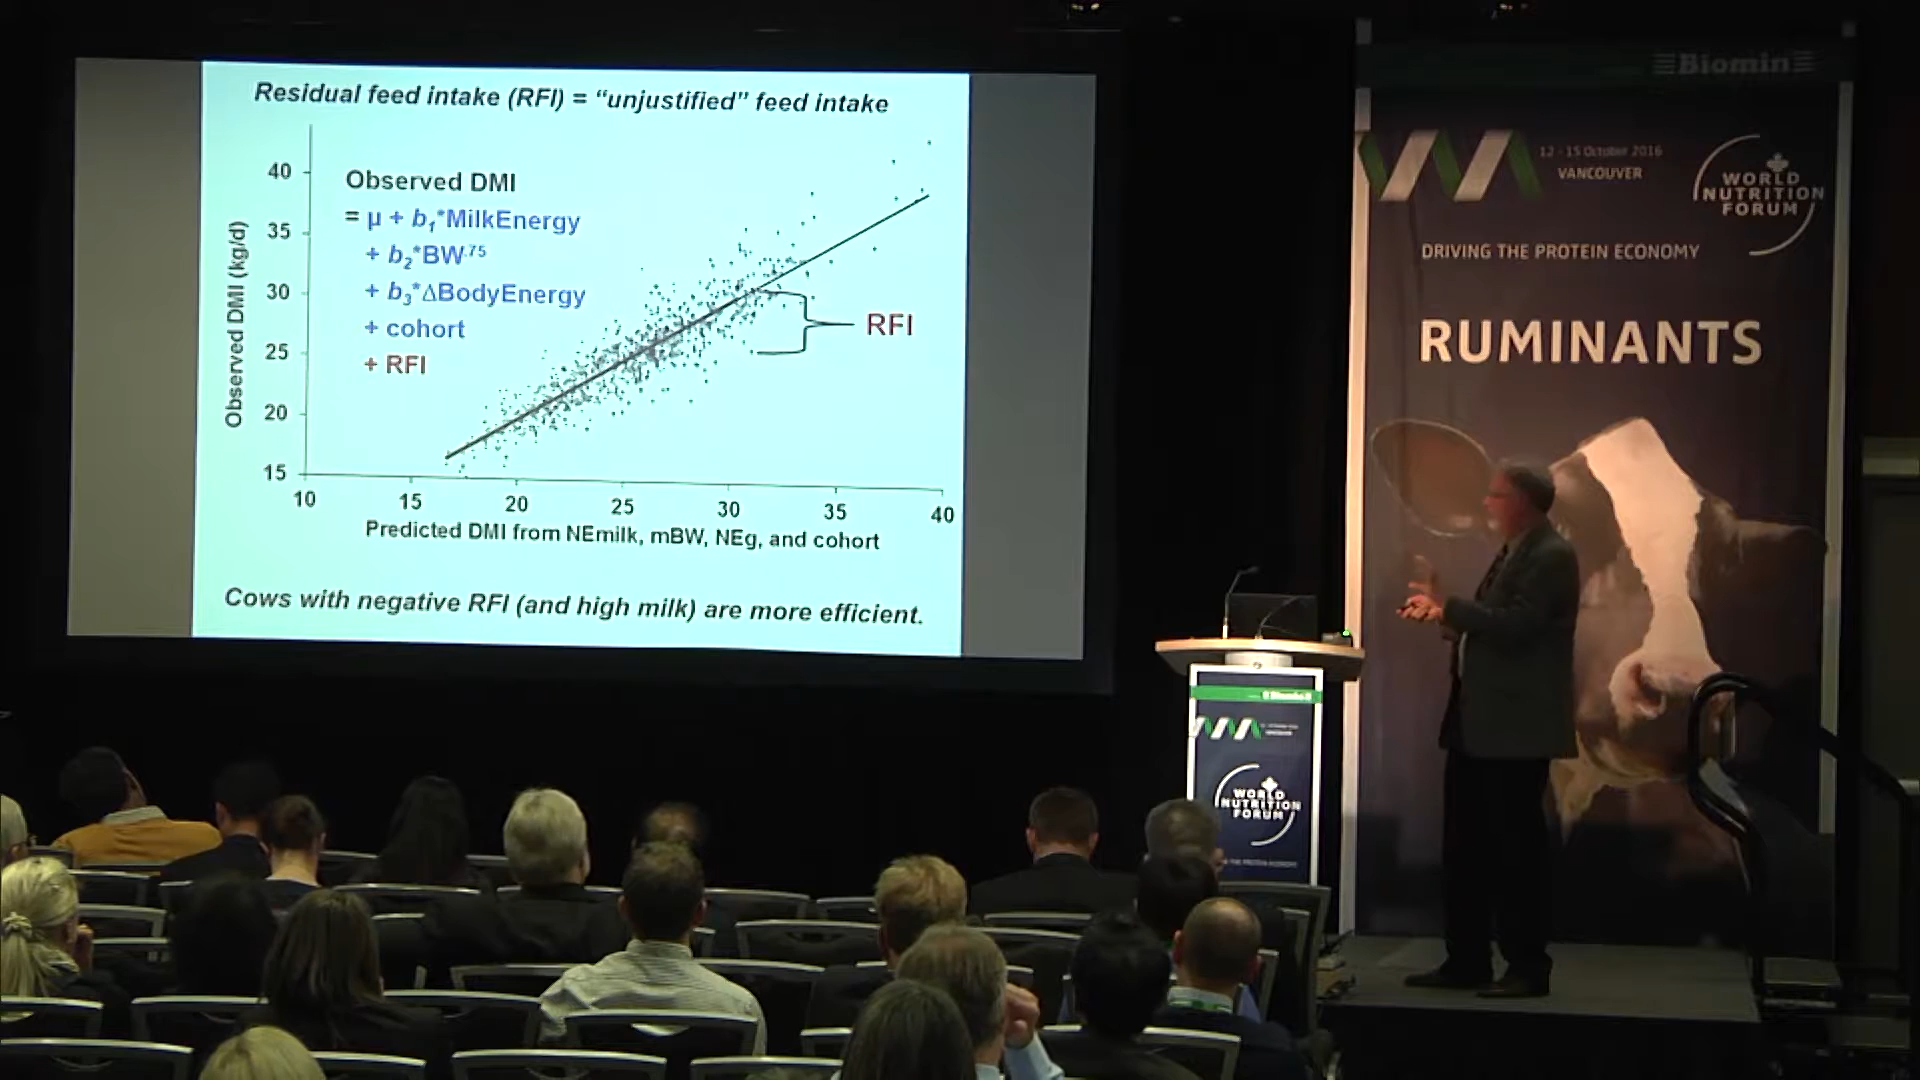 Residual feed intake (RFI) = “unjustified” feed intake
Observed DMI
= μ + b₁*MilkEnergy
+ b₂*BW.75
+ b₃*ΔBodyEnergy
+ cohort
+ RFI
Observed DMI (kg/d)
40
35
30
25
20
15
10
15
20
25
30
35
40
RFI
Predicted DMI from NEmilk, mBW, NEg, and cohort
Cows with negative RFI (and high milk) are more efficient.
Biomin
12 - 15 October 2016
VANCOUVER
WORLD
NUTRITION
FORUM
DRIVING THE PROTEIN ECONOMY
RUMINANTS
Biomin
VANCOUVER
WORLD
NUTRITION
FORUM